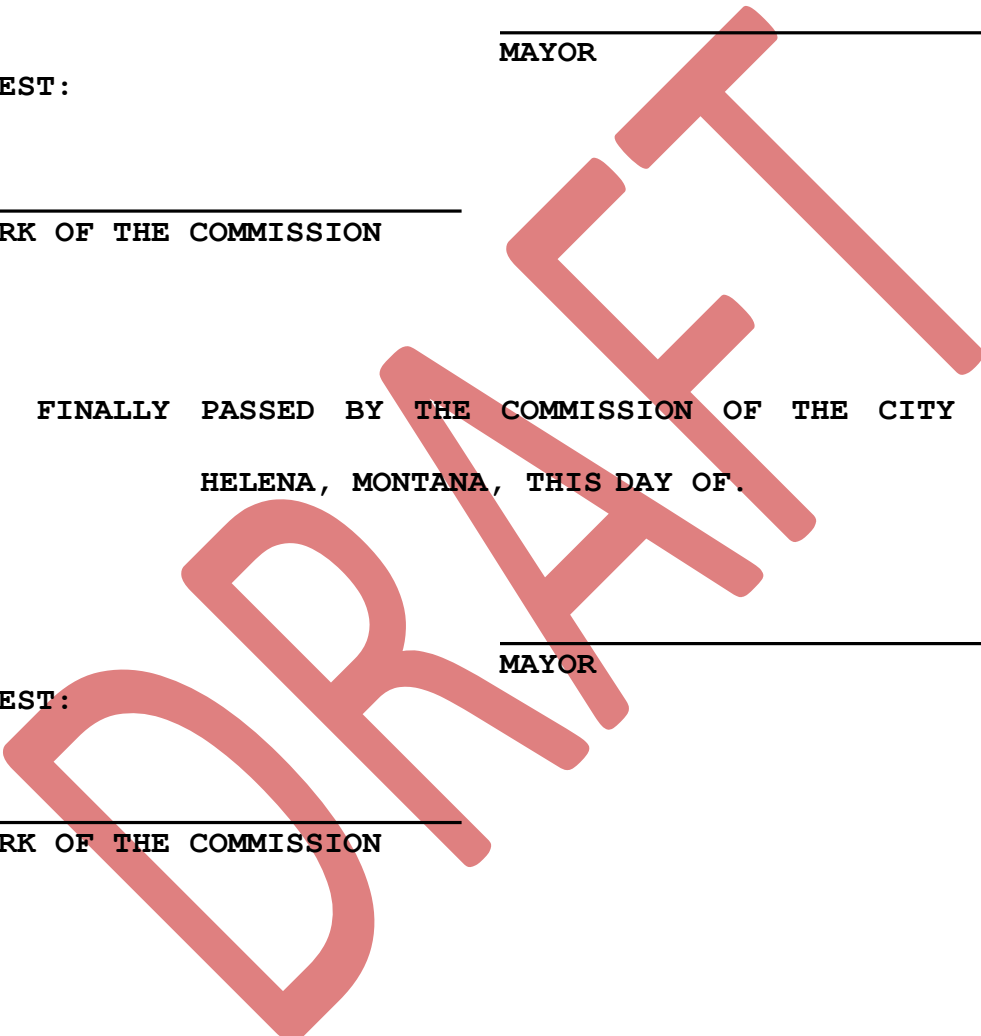 MAYOR
EST:
RK OF THE COMMISSION
FINALLY PASSED BY THE COMMISSION OF THE CITY
HELENA, MONTANA, THIS DAY OF.
MAYOR
EST:
RK OF THE COMMISSION
DRAFT